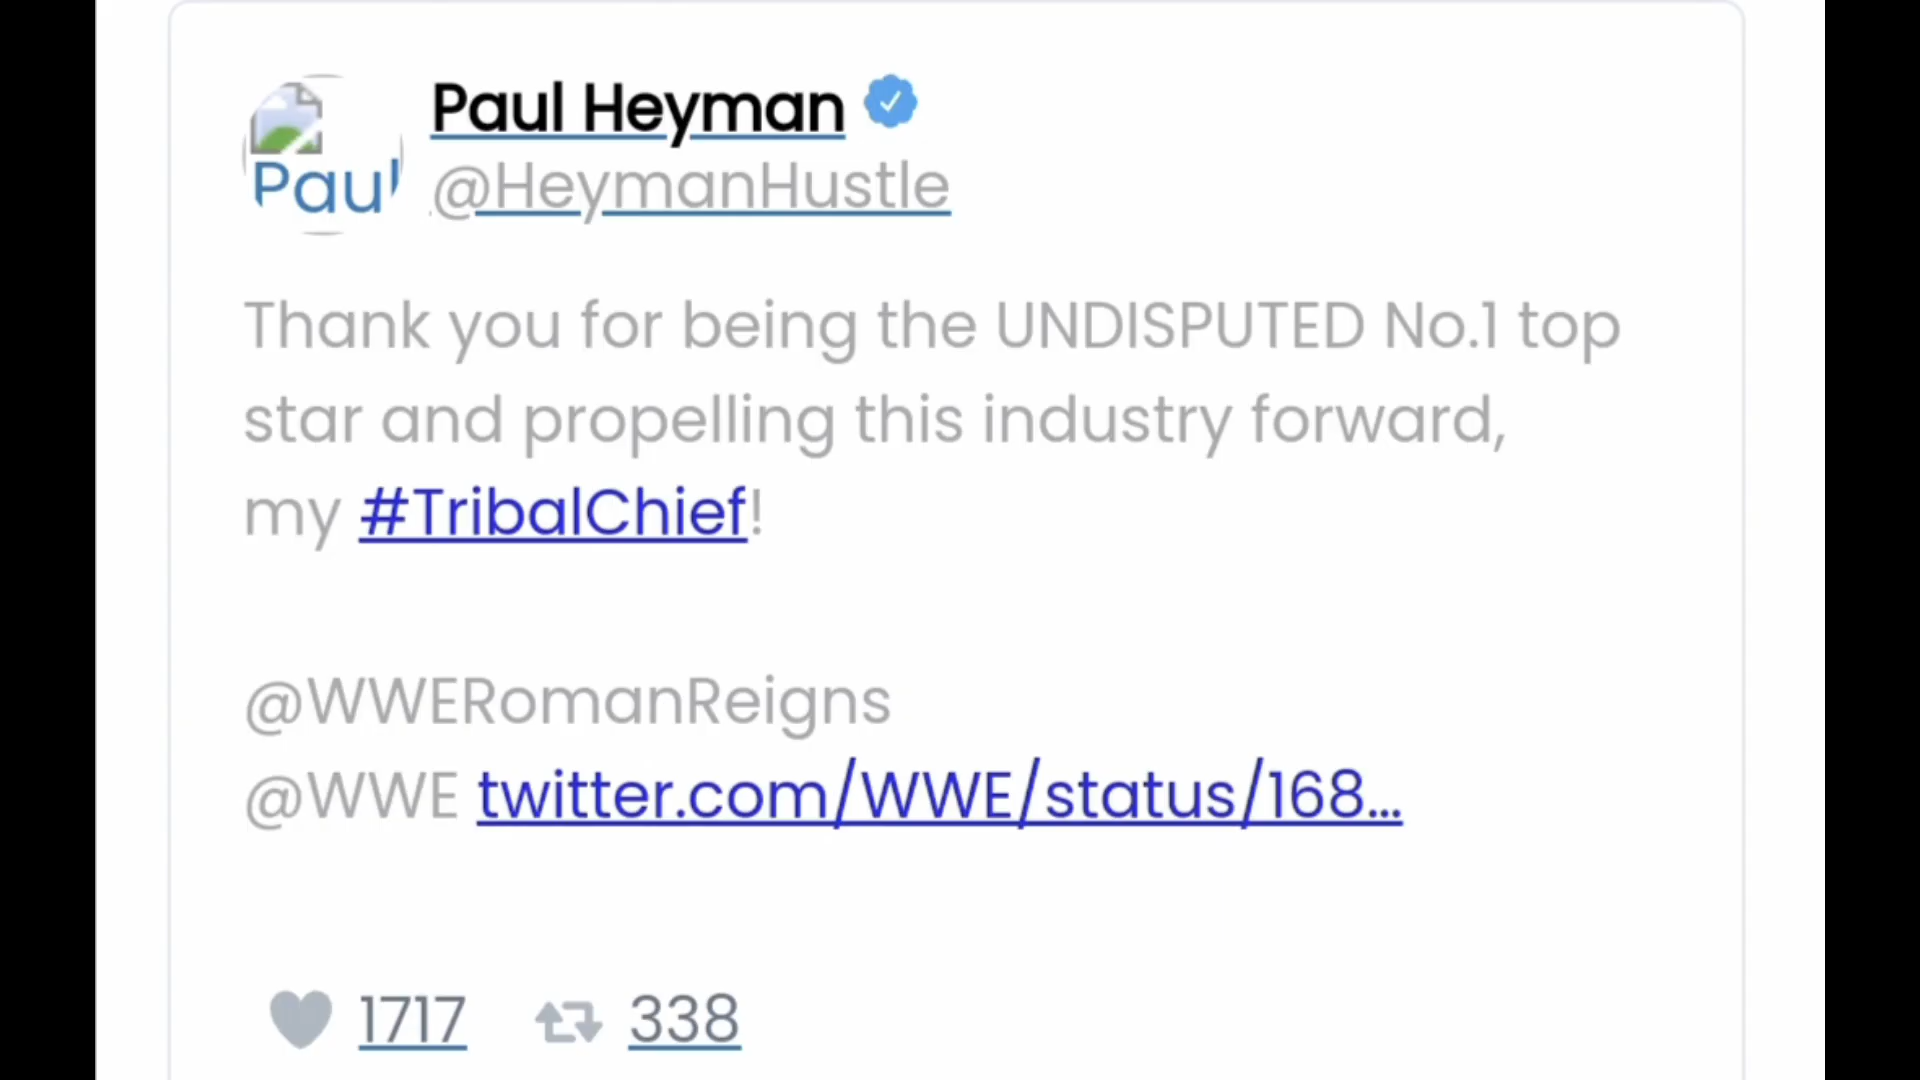 Paul Heyman
Paul
@HeymanHustle
Thank you for being the UNDISPUTED No.1 top
star and propelling this industry forward,
my #TribalChief!
@WWERomanReigns
@WWE twitter.com/WWE/status/168...
1717 338